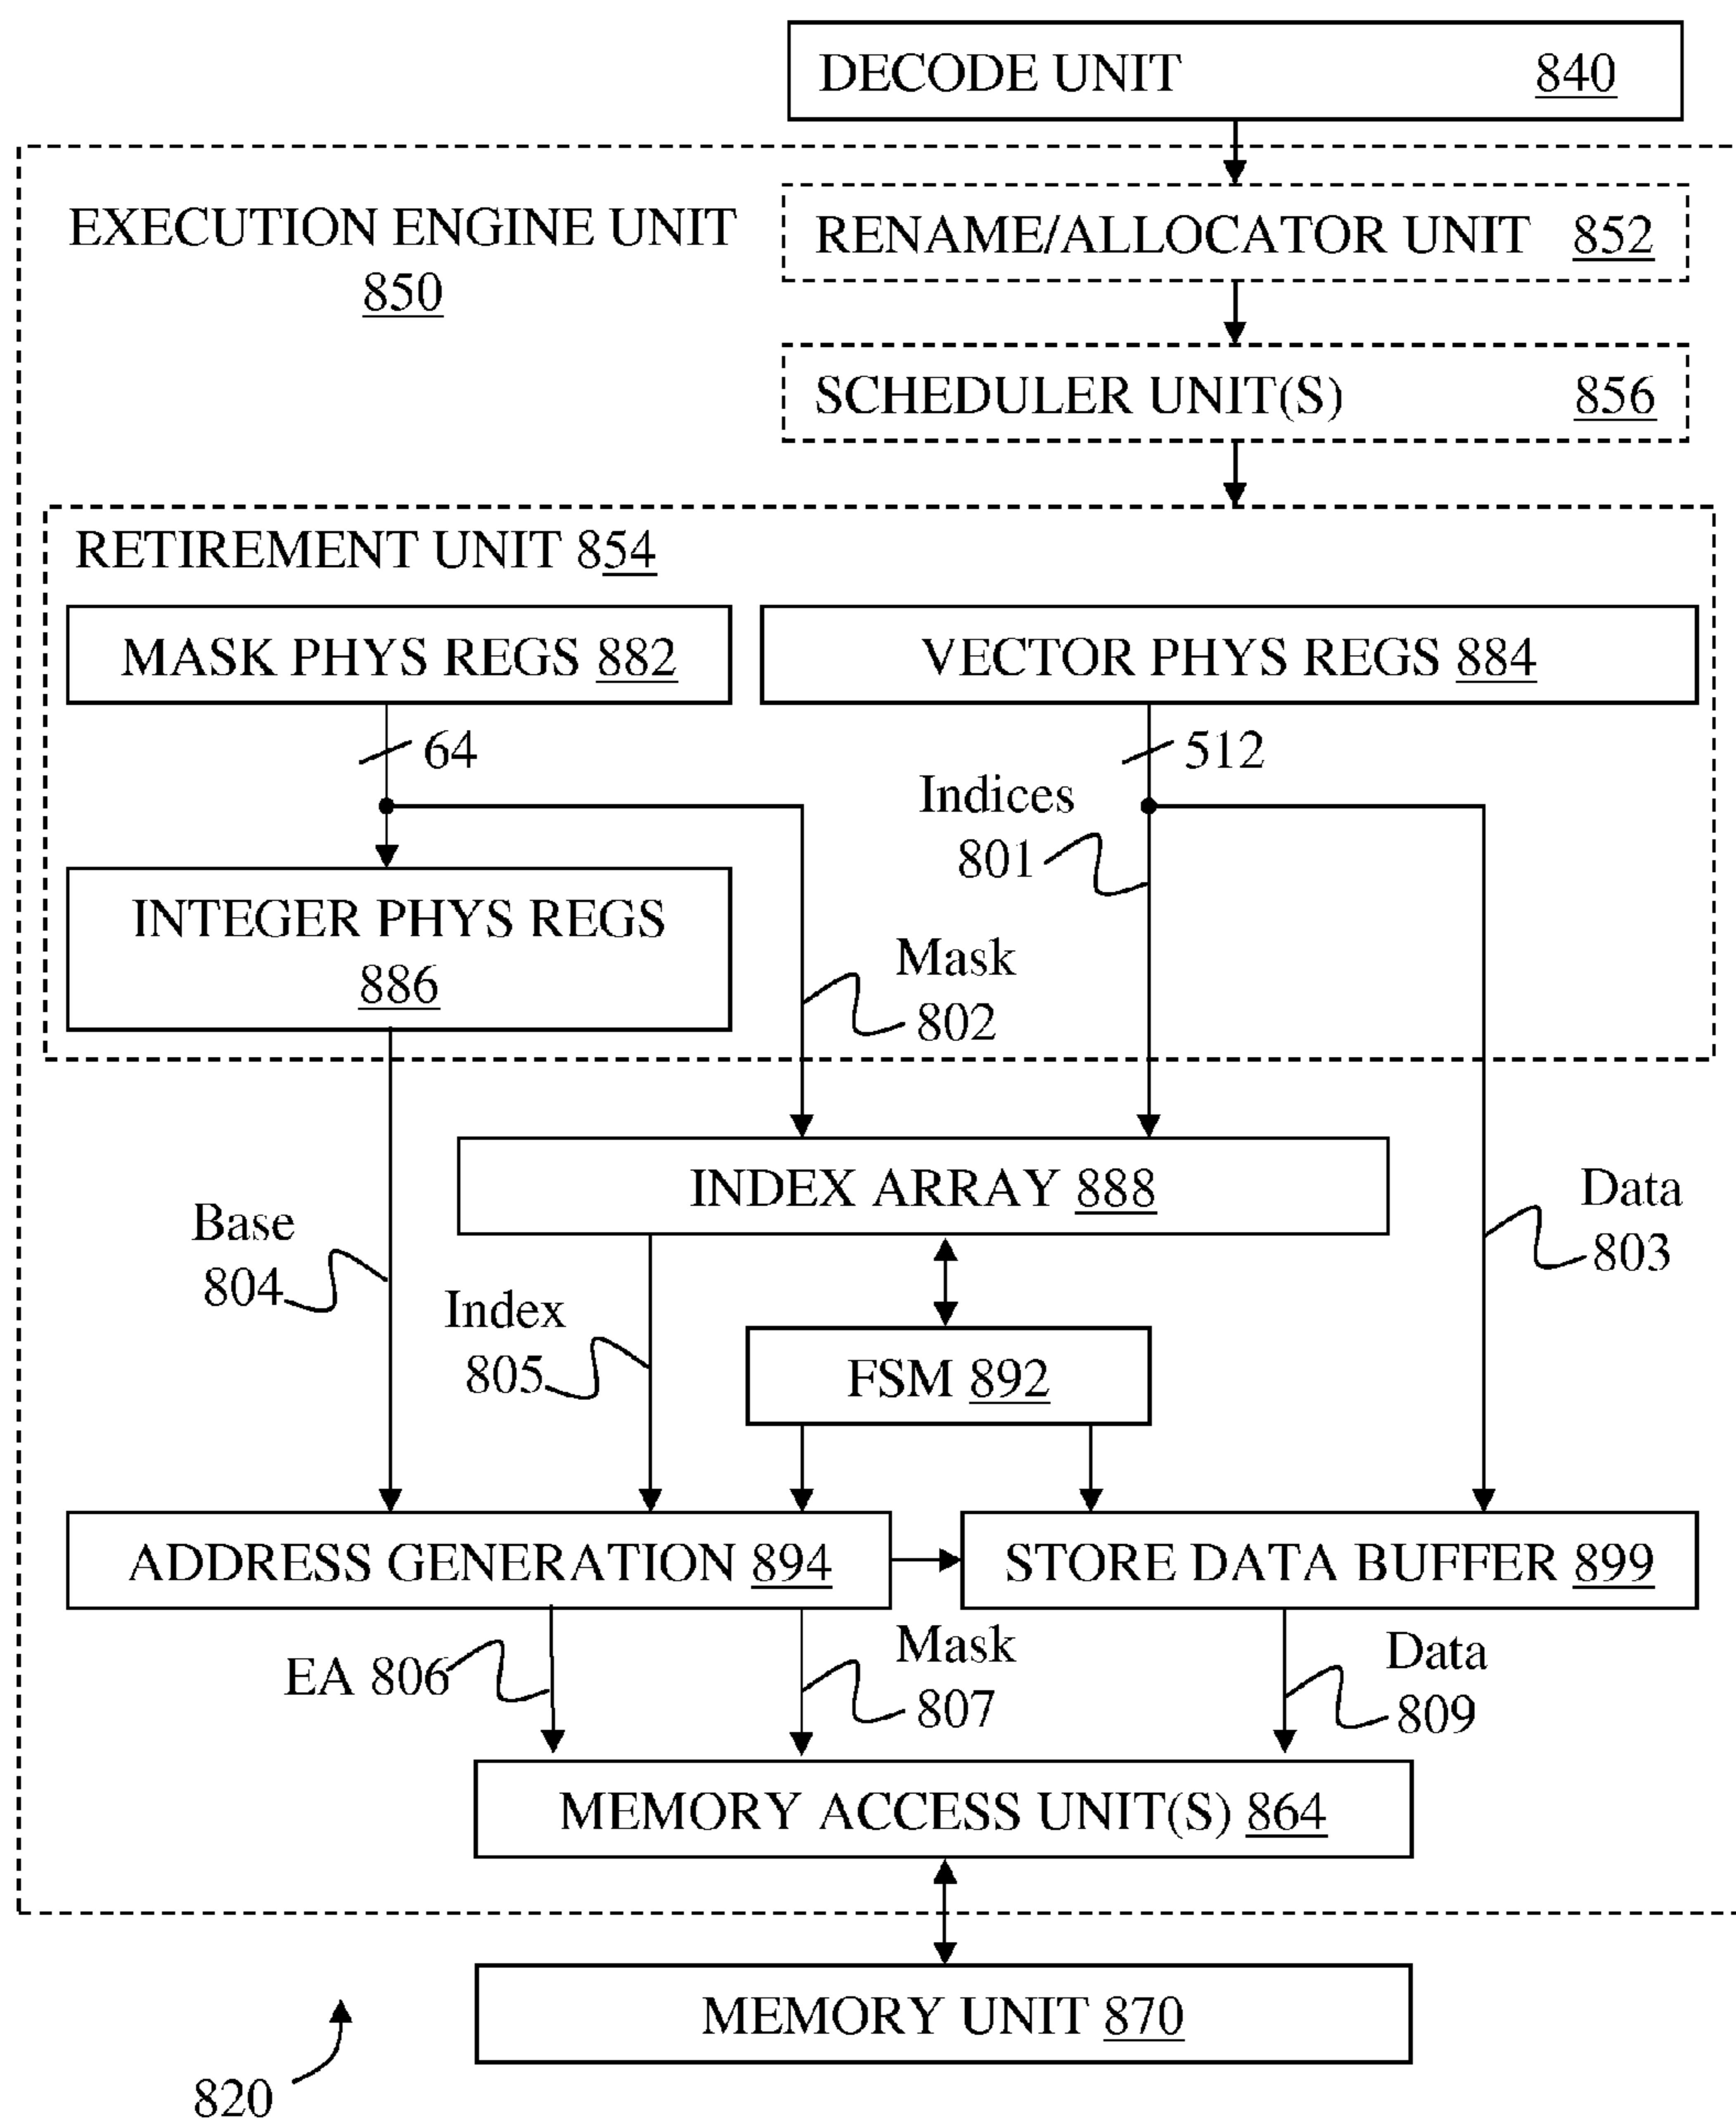 DECODE UNIT 840
EXECUTION ENGINE UNIT
850
RENAME/ALLOCATOR UNIT 852
SCHEDULER UNIT(S) 856
RETIREMENT UNIT 854
MASK PHYS REGS 882
VECTOR PHYS REGS 884
64
512
Indices
801
INTEGER PHYS REGS
886
Mask
802
INDEX ARRAY 888
Data
803
Base
804
Index
805
FSM 892
ADDRESS GENERATION 894
STORE DATA BUFFER 899
EA 806
Mask
807
Data
809
MEMORY ACCESS UNIT(S) 864
MEMORY UNIT 870
820